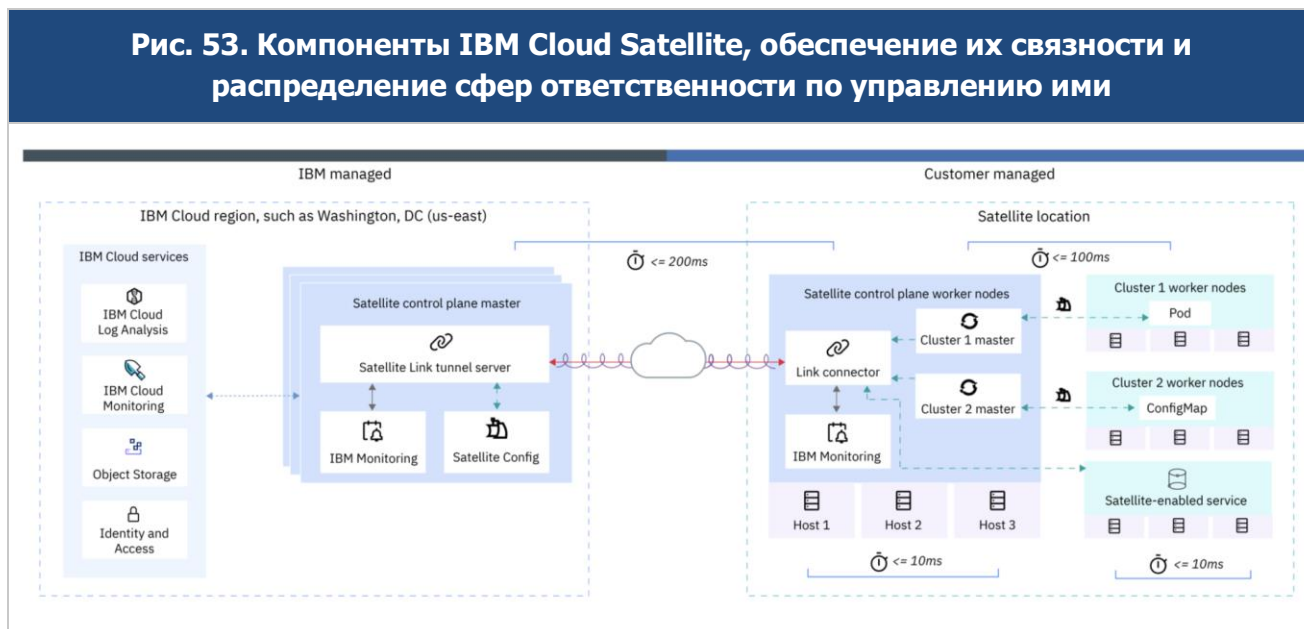 Рис. 53. Компоненты IBM Cloud Satellite, обеспечение их связности и
распределение сфер ответственности по управлению ими
IBM managed
Customer managed
IBM Cloud region, such as Washington, DC (us-east)
IBM Cloud services
IBM Cloud
Log Analysis
IBM Cloud
Monitoring
Object Storage
Identity and
Access
Satellite control plane master
Satellite Link tunnel server
IBM Monitoring
Satellite Config
<= 200ms
Satellite location
<= 100ms
Satellite control plane worker nodes
Link connector
IBM Monitoring
Cluster 1 master
Cluster 2 master
Host 1
Host 2
Host 3
<= 10ms
Cluster 1 worker nodes
Pod
Cluster 2 worker nodes
ConfigMap
Satellite-enabled service
<= 10ms